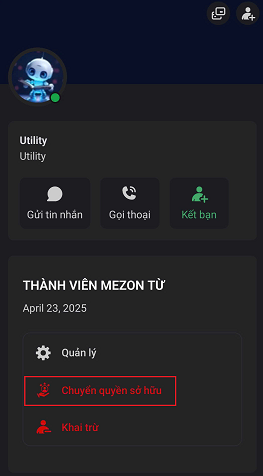 Utility
Utility
Gửi tin nhắn
Gọi thoại
Kết bạn
THÀNH VIÊN MEZON TỪ
April 23, 2025
Quản lý
Chuyển quyền sở hữu
Khai trừ